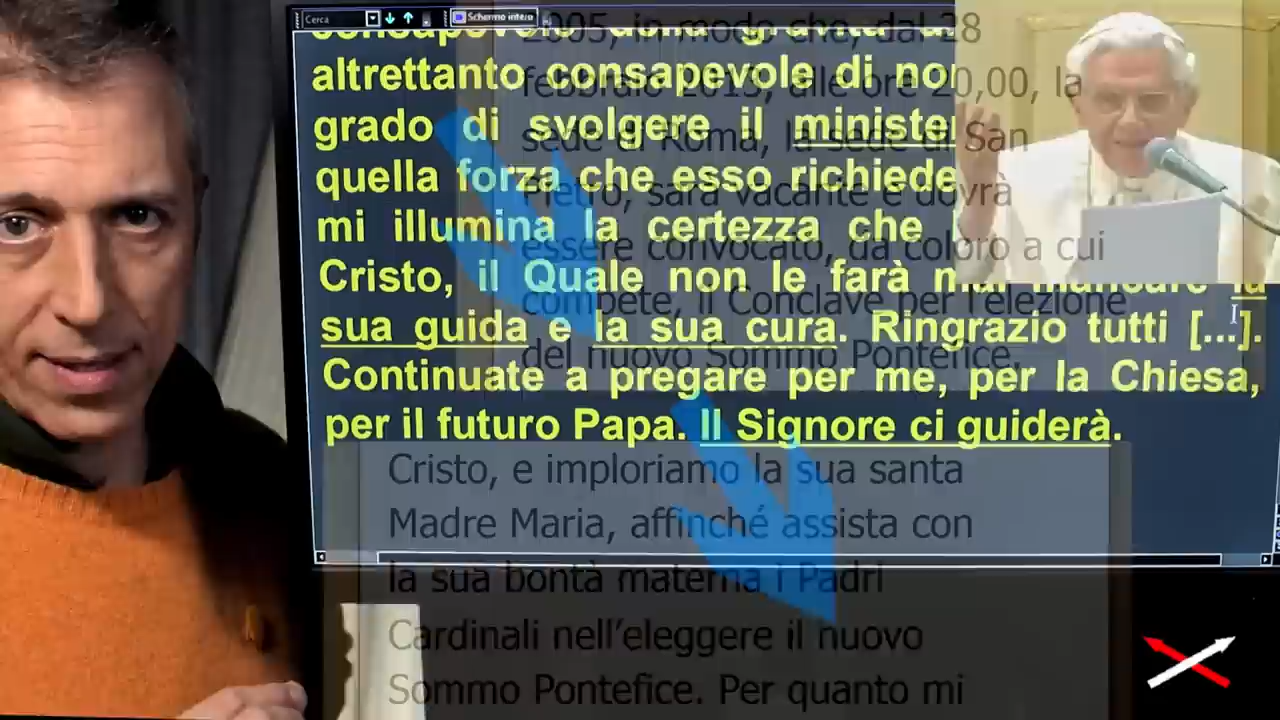 Cerca
Schermo intero
consapevole della gravità
altrettanto consapevole di
grado di svolgere il
quella forza che esso richiede
mi illumina la certezza che
Cristo, il Quale non le farà mai mancare la
sua guida e la sua cura. Ringrazio tutti [...].
Continuate a pregare per me, per la Chiesa,
per il futuro Papa. Il Signore ci guiderà.
2005, in modo che, dal 28
febbraio 2013, alle ore 20,00, la
sede di Roma, la sede di San
Pietro, sarà vacante e dovrà
essere convocato, da coloro a cui
compete, il Conclave per l'elezione
del nuovo Sommo Pontefice.
Cristo, e imploriamo la sua santa
Madre Maria, affinché assista con
la sua bontà materna i Padri
Cardinali nell'eleggere il nuovo
Sommo Pontefice. Per quanto mi